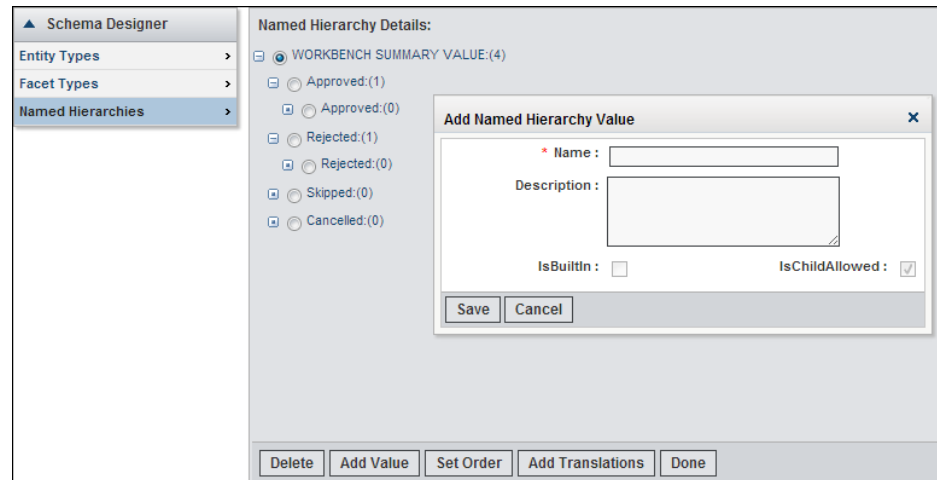 Schema Designer
Entity Types
Facet Types
Named Hierarchies
Named Hierarchy Details:
WORKBENCH SUMMARY VALUE:(4)
Approved:(1)
Approved:(0)
Rejected:(1)
Rejected:(0)
Skipped:(0)
Cancelled:(0)
Add Named Hierarchy Value
* Name :
Description :
IsBuiltIn : IsChildAllowed :
Save Cancel
Delete Add Value Set Order Add Translations Done